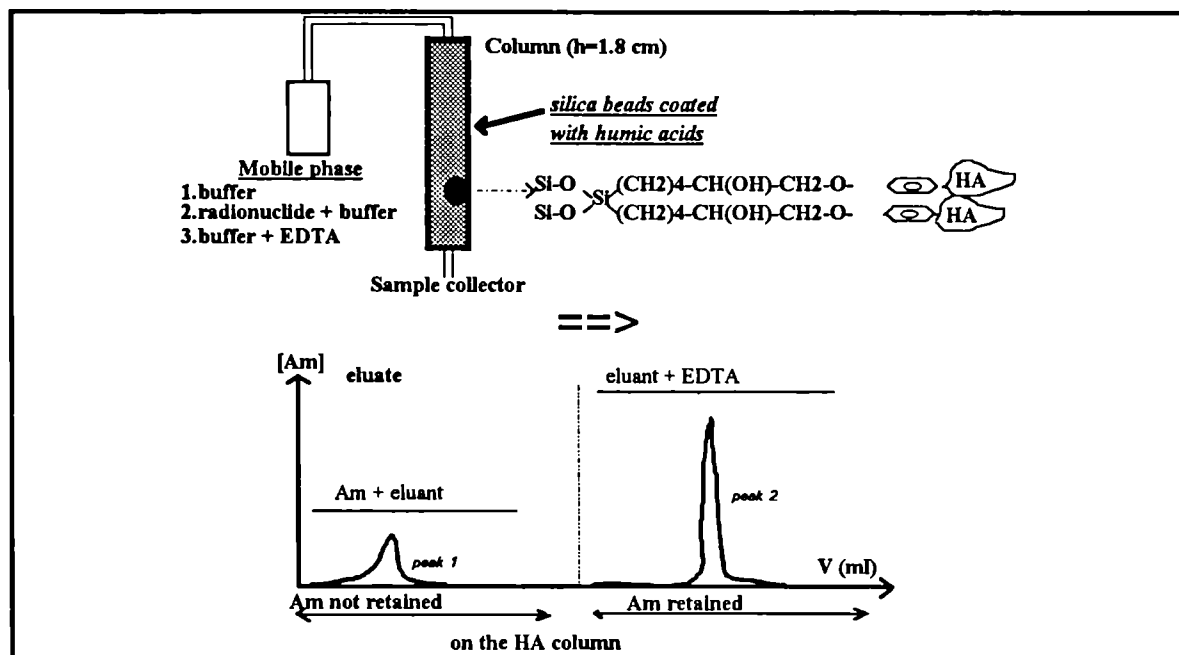 Column (h=1.8 cm)
silica beads coated
with humic acids
Mobile phase
1.buffer
2.radionuclide + buffer
3.buffer + EDTA
Si-O
Si-O
Si
(CH2)4-CH(OH)-CH2-O-
(CH2)4-CH(OH)-CH2-O-
HA
HA
Sample collector
==>
[Am]
eluate
eluant + EDTA
Am + eluant
peak 1
peak 2
V (ml)
Am not retained
Am retained
on the HA column